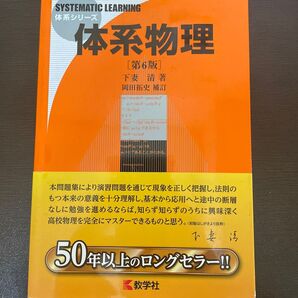 SYSTEMATIC LEARNING
体系シリーズ
体系物理
[第6版]
下妻 清 著
岡田拓史 補訂
本問題集により演習問題を通じて現象を正しく把握し,法則の
もつ本来の意義を十分理解し,基本から応用へと途中の断層
なしに勉強を進めるならば,知らず知らずのうちに興味深く
高校物理を完全にマスターできるものと思う。
下妻 清
50年以上のロングセラー!!
教学社